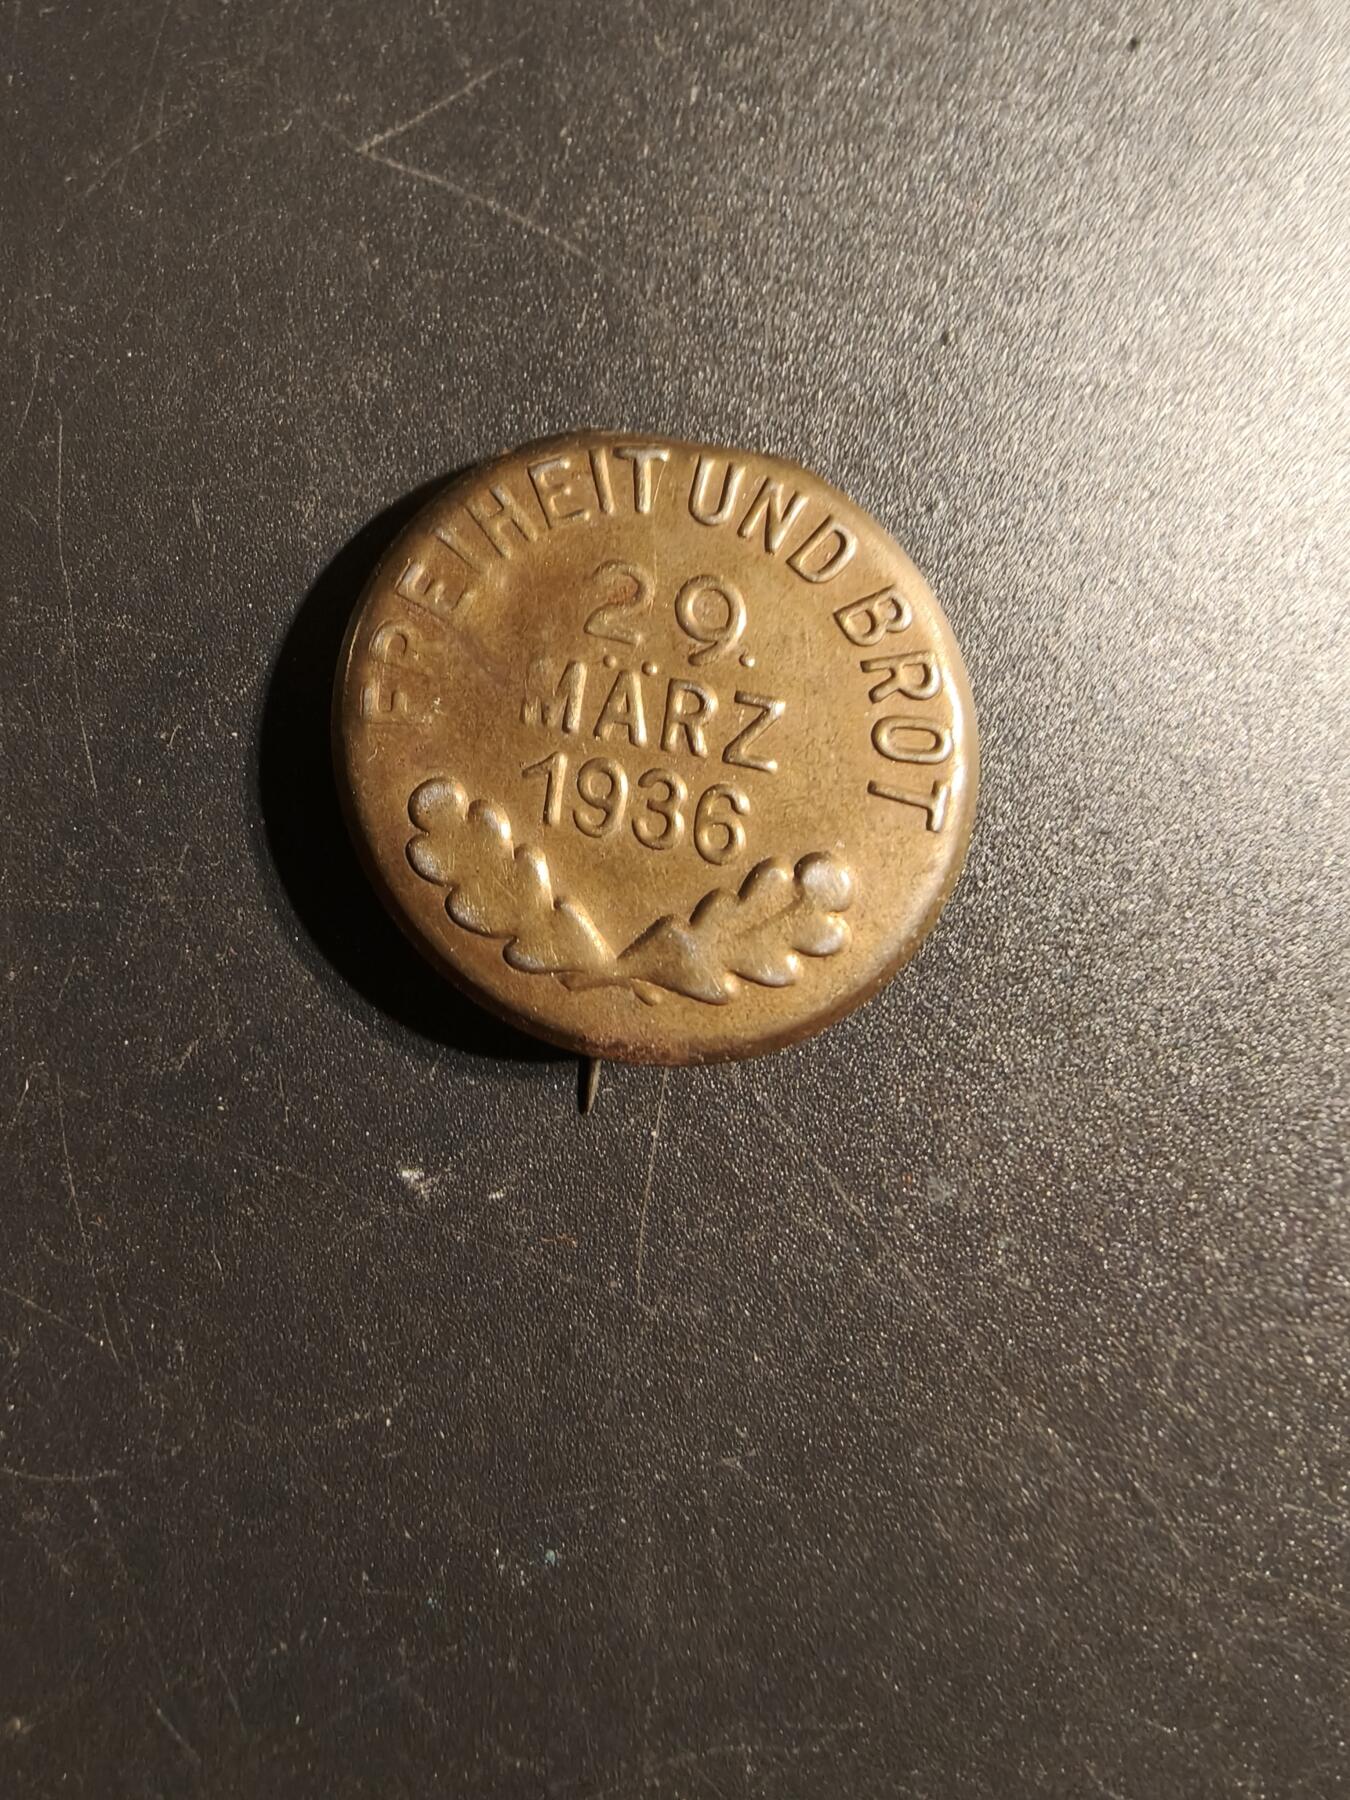 FREIHEIT UND BROT
29.
MÄRZ
1936